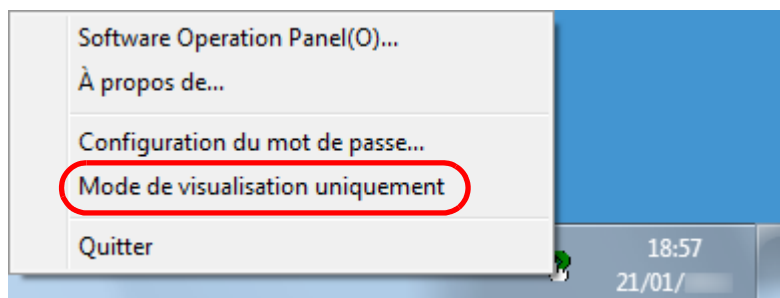 Software Operation Panel(O)...
À propos de...
Configuration du mot de passe...
Mode de visualisation uniquement
Quitter
18:57
21/01/